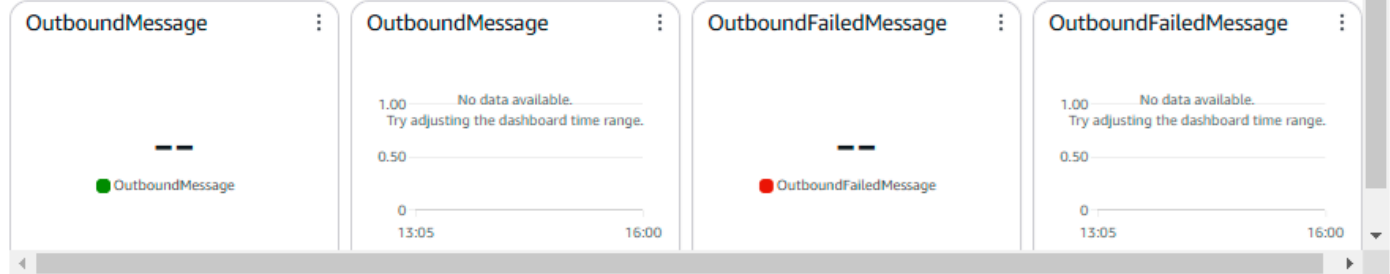 OutboundMessage
--
OutboundMessage
OutboundMessage
1.00
No data available.
Try adjusting the dashboard time range.
0.50
0
13:05 16:00
OutboundFailedMessage
--
OutboundFailedMessage
OutboundFailedMessage
1.00
No data available.
Try adjusting the dashboard time range.
0.50
0
13:05 16:00